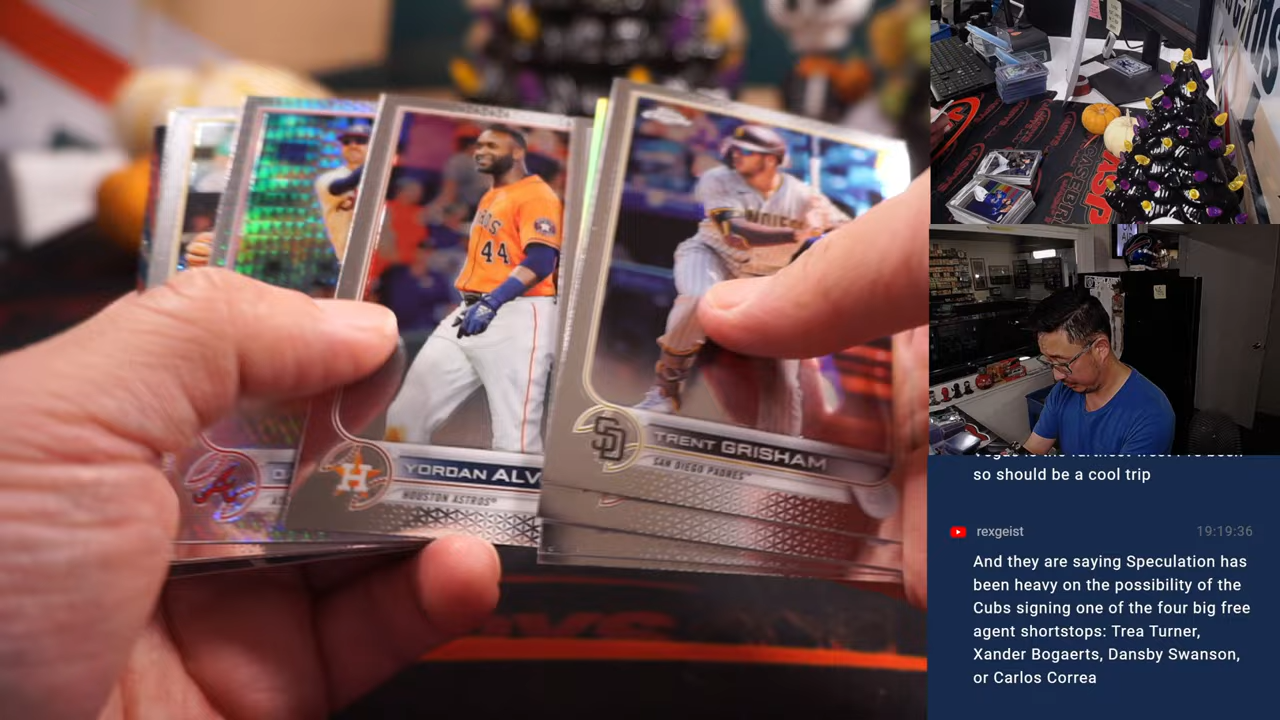 44
YORDAN ALV
HOUSTON ASTROS
TRENT GRISHAM
SAN DIEGO PADRES
SD
H
so should be a cool trip
rexgeist
19:19:36
And they are saying Speculation has
been heavy on the possibility of the
Cubs signing one of the four big free
agent shortstops: Trea Turner,
Xander Bogaerts, Dansby Swanson,
or Carlos Correa